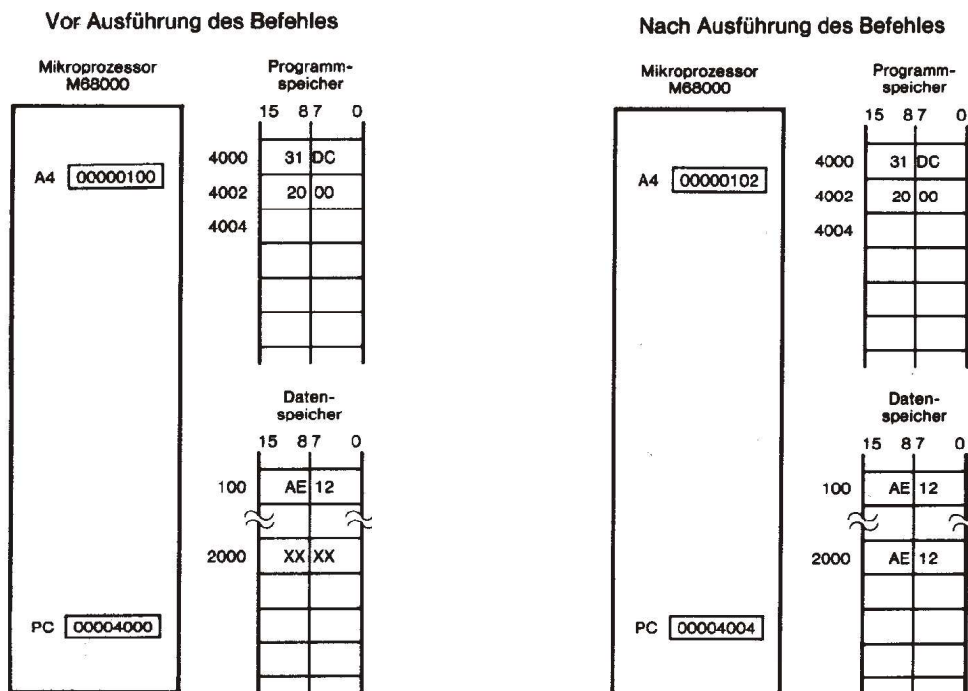 Vor Ausführung des Befehles
Mikroprozessor
M68000
Programm-
speicher
15 8 7 0
4000 31 DC
A4 00000100
4002 20 00
4004
Daten-
speicher
15 8 7 0
100 AE 12
2000 XX XX
PC 00004000
Nach Ausführung des Befehles
Mikroprozessor
M68000
Programm-
speicher
15 8 7 0
4000 31 DC
A4 00000102
4002 20 00
4004
Daten-
speicher
15 8 7 0
100 AE 12
2000 AE 12
PC 00004004